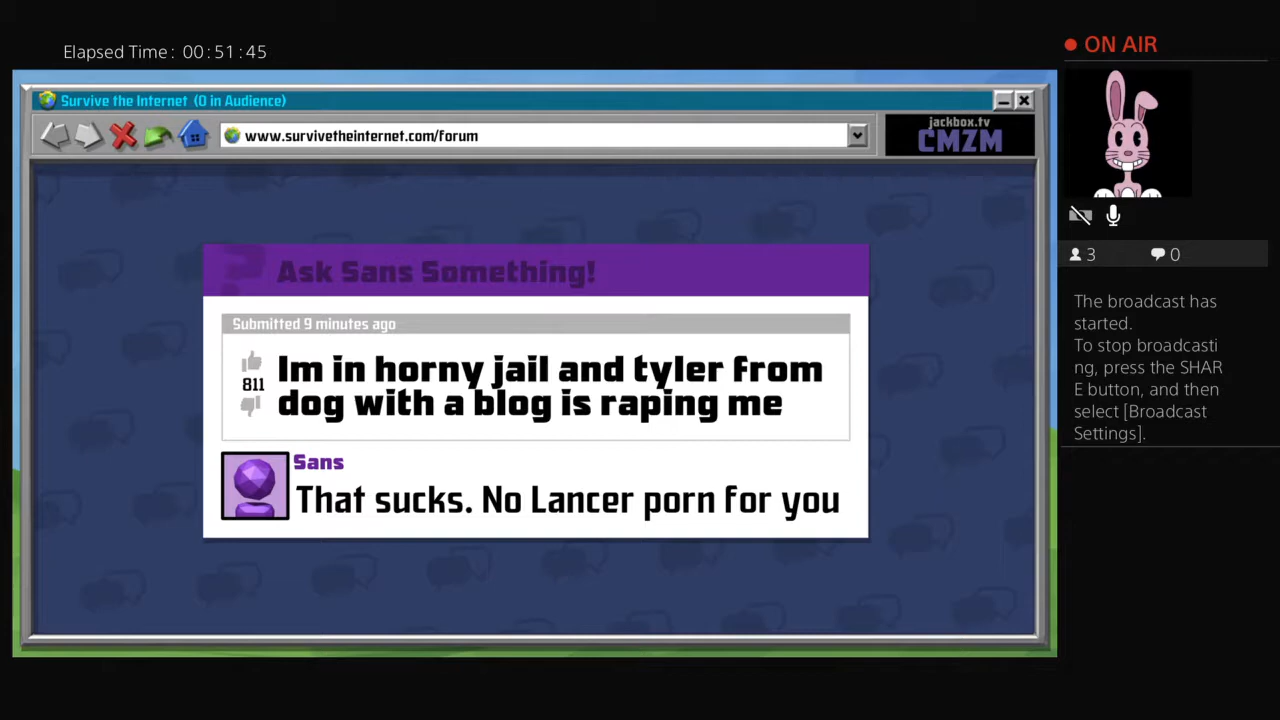 Elapsed Time: 00:51:45
ON AIR
Survive the Internet (0 in Audience)
www.survivetheinternet.com/forum
jackbox.tv
CMZM
Ask Sans Something!
Submitted 9 minutes ago
811
Im in horny jail and tyler from
dog with a blog is raping me
Sans
That sucks. No Lancer porn for you
3
0
The broadcast has
started.
To stop broadcasti
ng, press the SHAR
E button, and then
select [Broadcast
Settings].